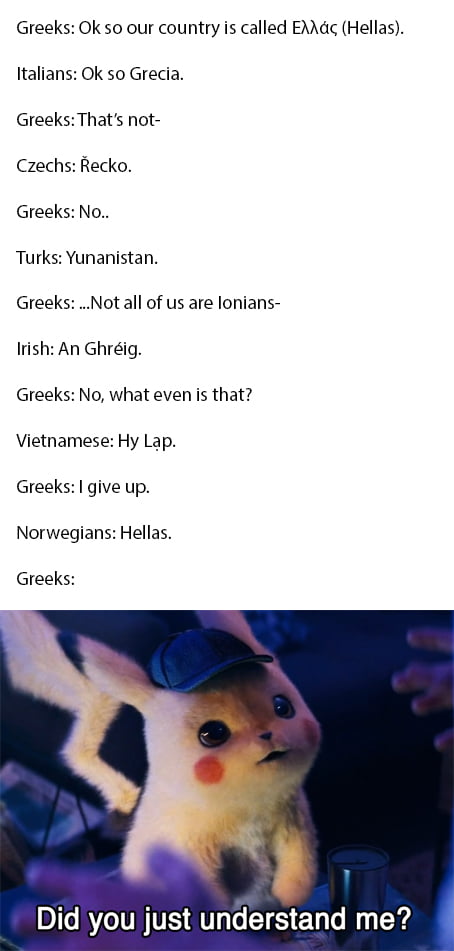 Greeks: Ok so our country is called Ελλάς (Hellas).
Italians: Ok so Grecia.
Greeks: That’s not-
Czechs: Řecko.
Greeks: No..
Turks: Yunanistan.
Greeks: ...Not all of us are Ionians-
Irish: An Ghréig.
Greeks: No, what even is that?
Vietnamese: Hy Lạp.
Greeks: I give up.
Norwegians: Hellas.
Greeks:
Did you just understand me?